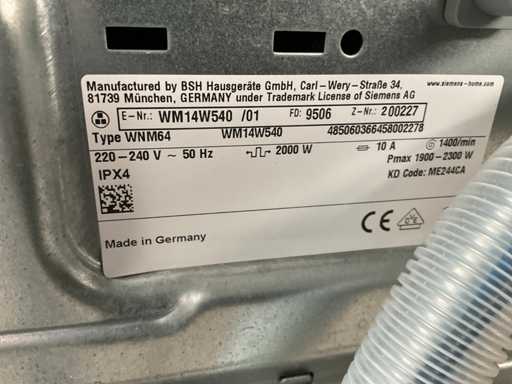 Manufactured by BSH Hausgeräte GmbH, Carl-Wery-Straße 34, www.siemens-home.com
81739 München, GERMANY under Trademark License of Siemens AG
E-Nr.: WM14W540 /01 FD: 9506 Z-Nr.: 200227
Type WNM64 WM14W540 485060366458002278
220-240 V ~ 50 Hz 2000 W 10 A 1400/min
Pmax 1900-2300 W
IPX4 KD Code: ME244CA
CE
Made in Germany